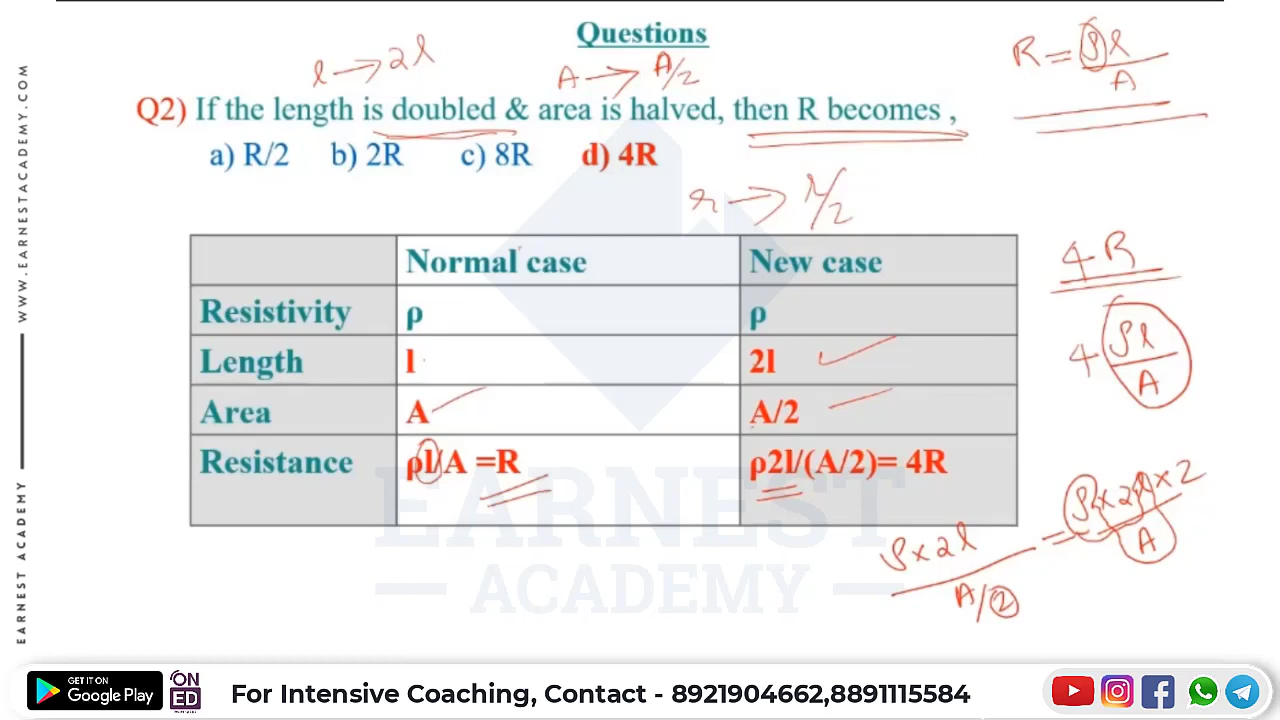 Questions
l → 2l
A → A/2
R = ρl/A
Q2) If the length is doubled & area is halved, then R becomes ,
a) R/2 b) 2R c) 8R d) 4R
r → r/2
Normal case New case
Resistivity ρ ρ
Length l 2l
Area A A/2
Resistance ρl/A =R ρ2l/(A/2)= 4R
4R
4 ρl/A
ρ×2l / A/2 = ρ×2l×2 / A
EARNEST
ACADEMY
EARNEST ACADEMY WWW.EARNESTACADEMY.COM
GET IT ON
Google Play
ON
ED
For Intensive Coaching, Contact - 8921904662,8891115584